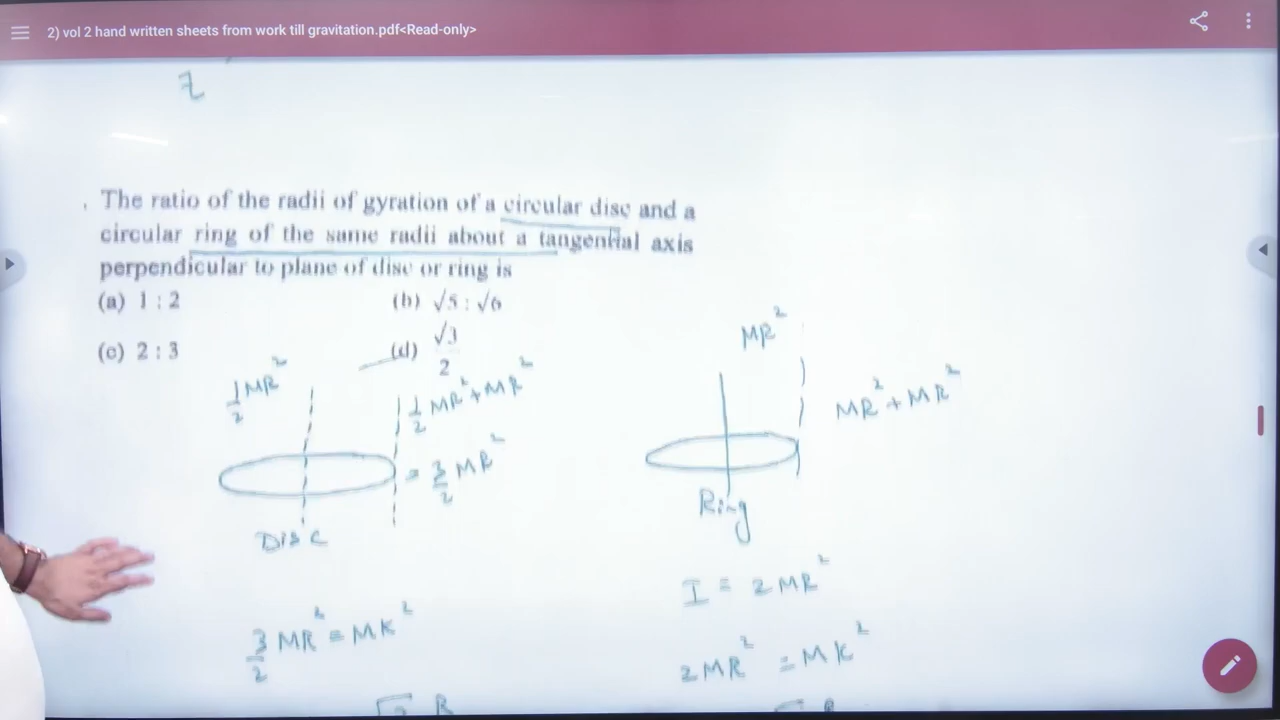 2) vol 2 hand written sheets from work till gravitation.pdf<Read-only>
z
. The ratio of the radii of gyration of a circular disc and a
circular ring of the same radii about a tangential axis
perpendicular to plane of disc or ring is
(a) 1 : 2 (b) √5 : √6
(c) 2 : 3 (d) √3/2
1/2 MR²
1/2 MR² + MR²
= 3/2 MR²
Disc
MR²
MR² + MR²
Ring
I = 2MR²
3/2 MR² = MK²
2MR² = MK²